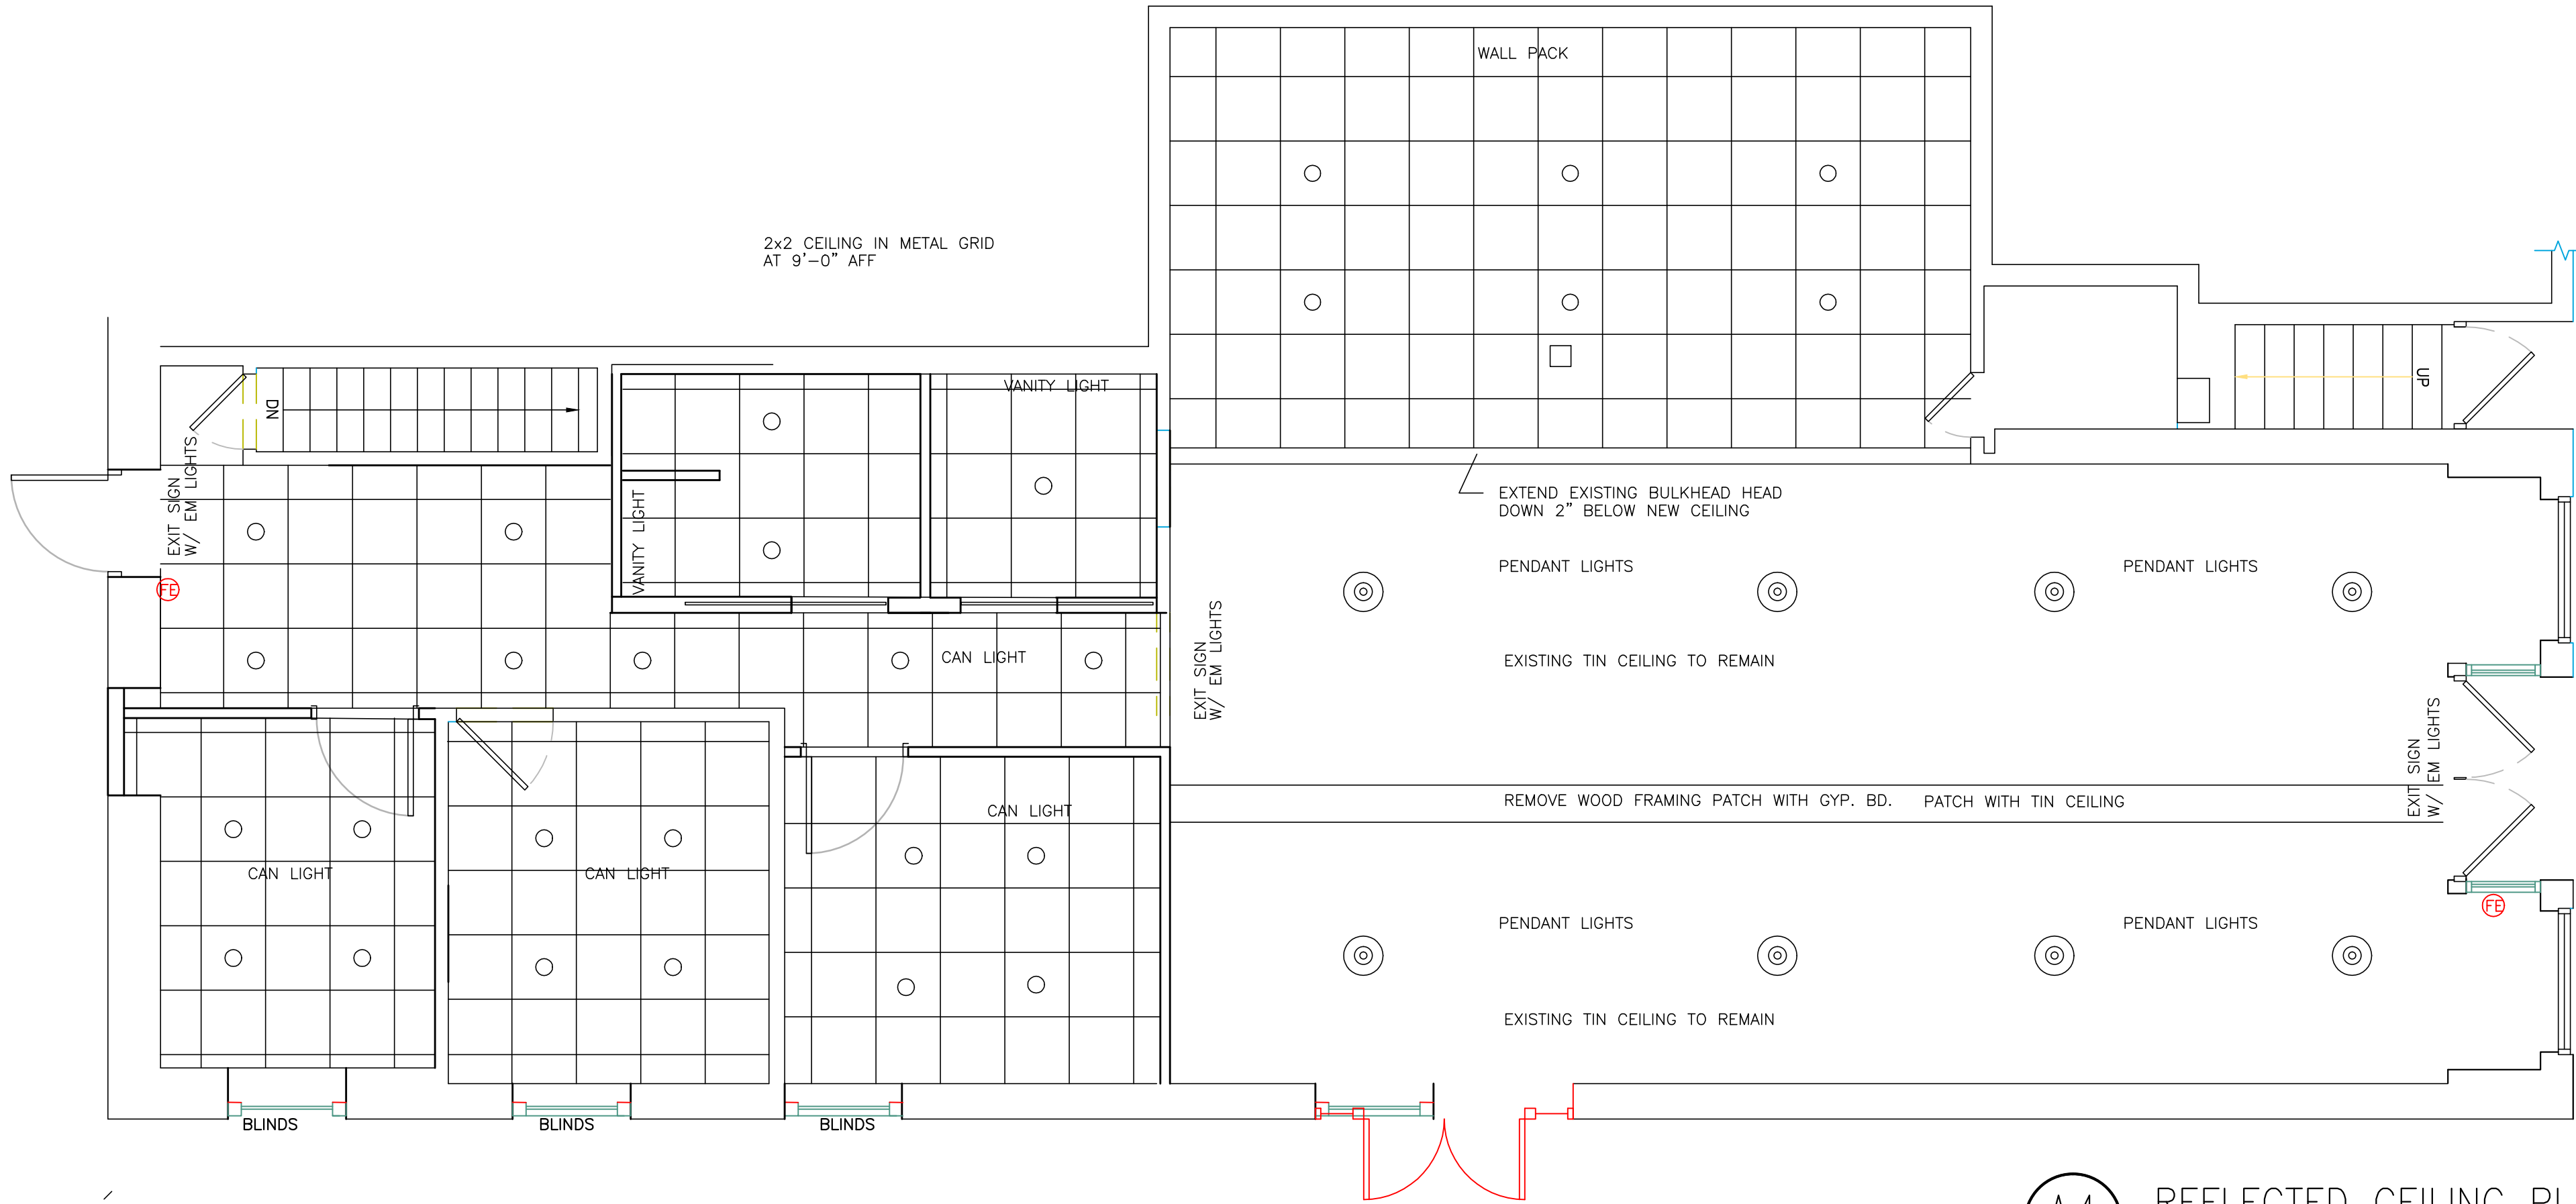 WALL PACK
2x2 CEILING IN METAL GRID
AT 9'-0" AFF
UP
VANITY LIGHT
DN
EXIT SIGN
W/ EM LIGHTS
VANITY LIGHT
EXTEND EXISTING BULKHEAD HEAD
DOWN 2" BELOW NEW CEILING
PENDANT LIGHTS
PENDANT LIGHTS
FE
EXIT SIGN
W/ EM LIGHTS
CAN LIGHT
EXISTING TIN CEILING TO REMAIN
EXIT SIGN
W/ EM LIGHTS
REMOVE WOOD FRAMING PATCH WITH GYP. BD.
PATCH WITH TIN CEILING
CAN LIGHT
CAN LIGHT
CAN LIGHT
FE
PENDANT LIGHTS
PENDANT LIGHTS
EXISTING TIN CEILING TO REMAIN
BLINDS
BLINDS
BLINDS
REFLECTED CEILING